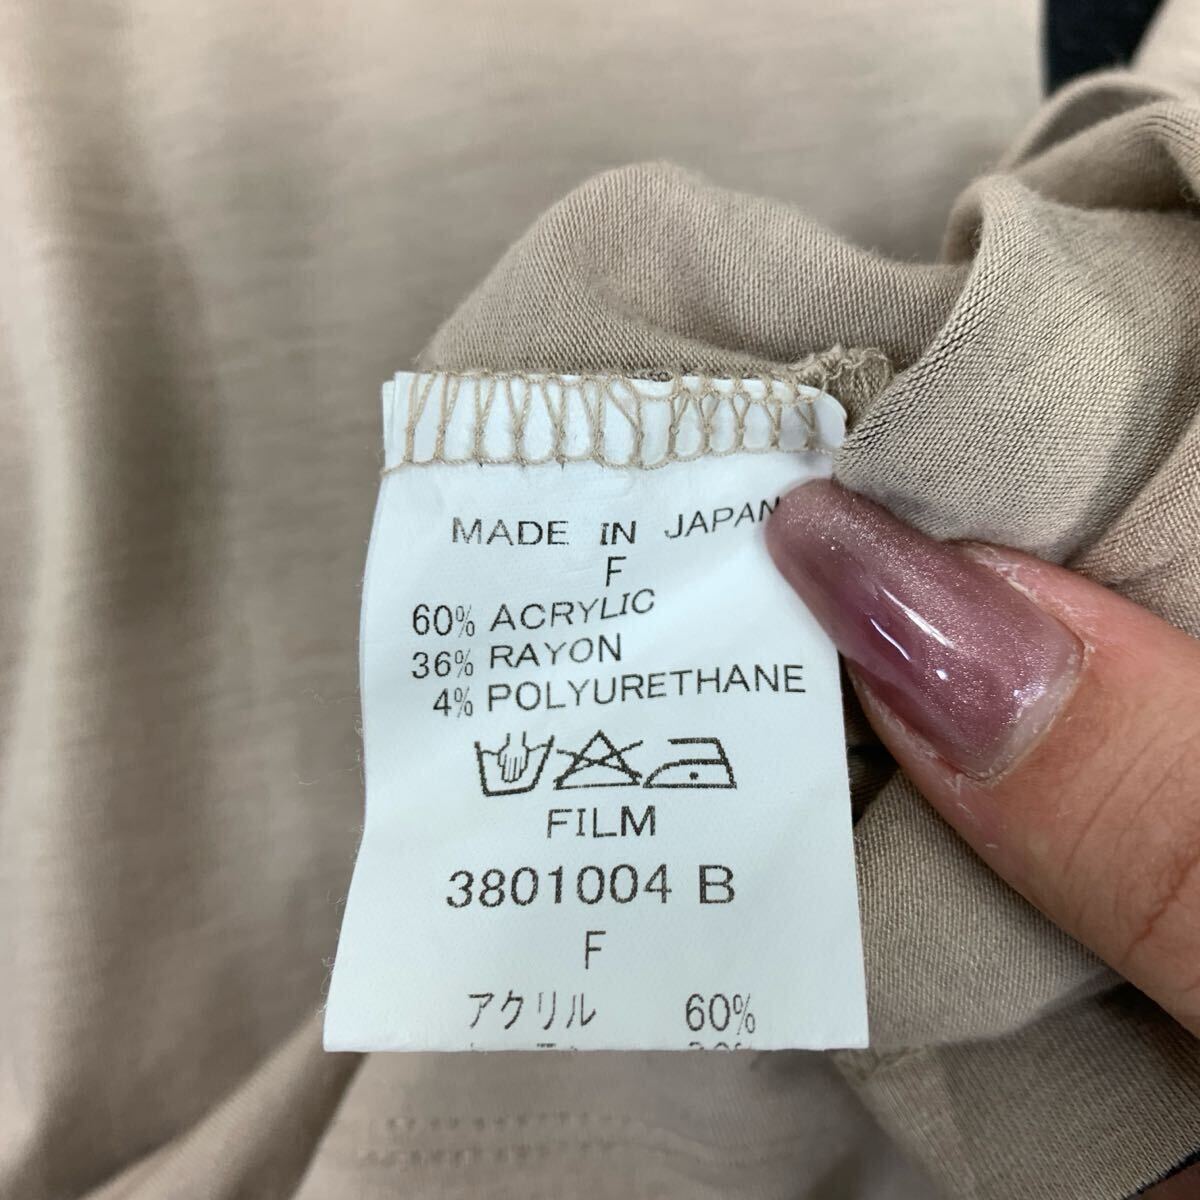 MADE IN JAPAN
F
60% ACRYLIC
36% RAYON
4% POLYURETHANE
FILM
3801004 B
F
アクリル 60%